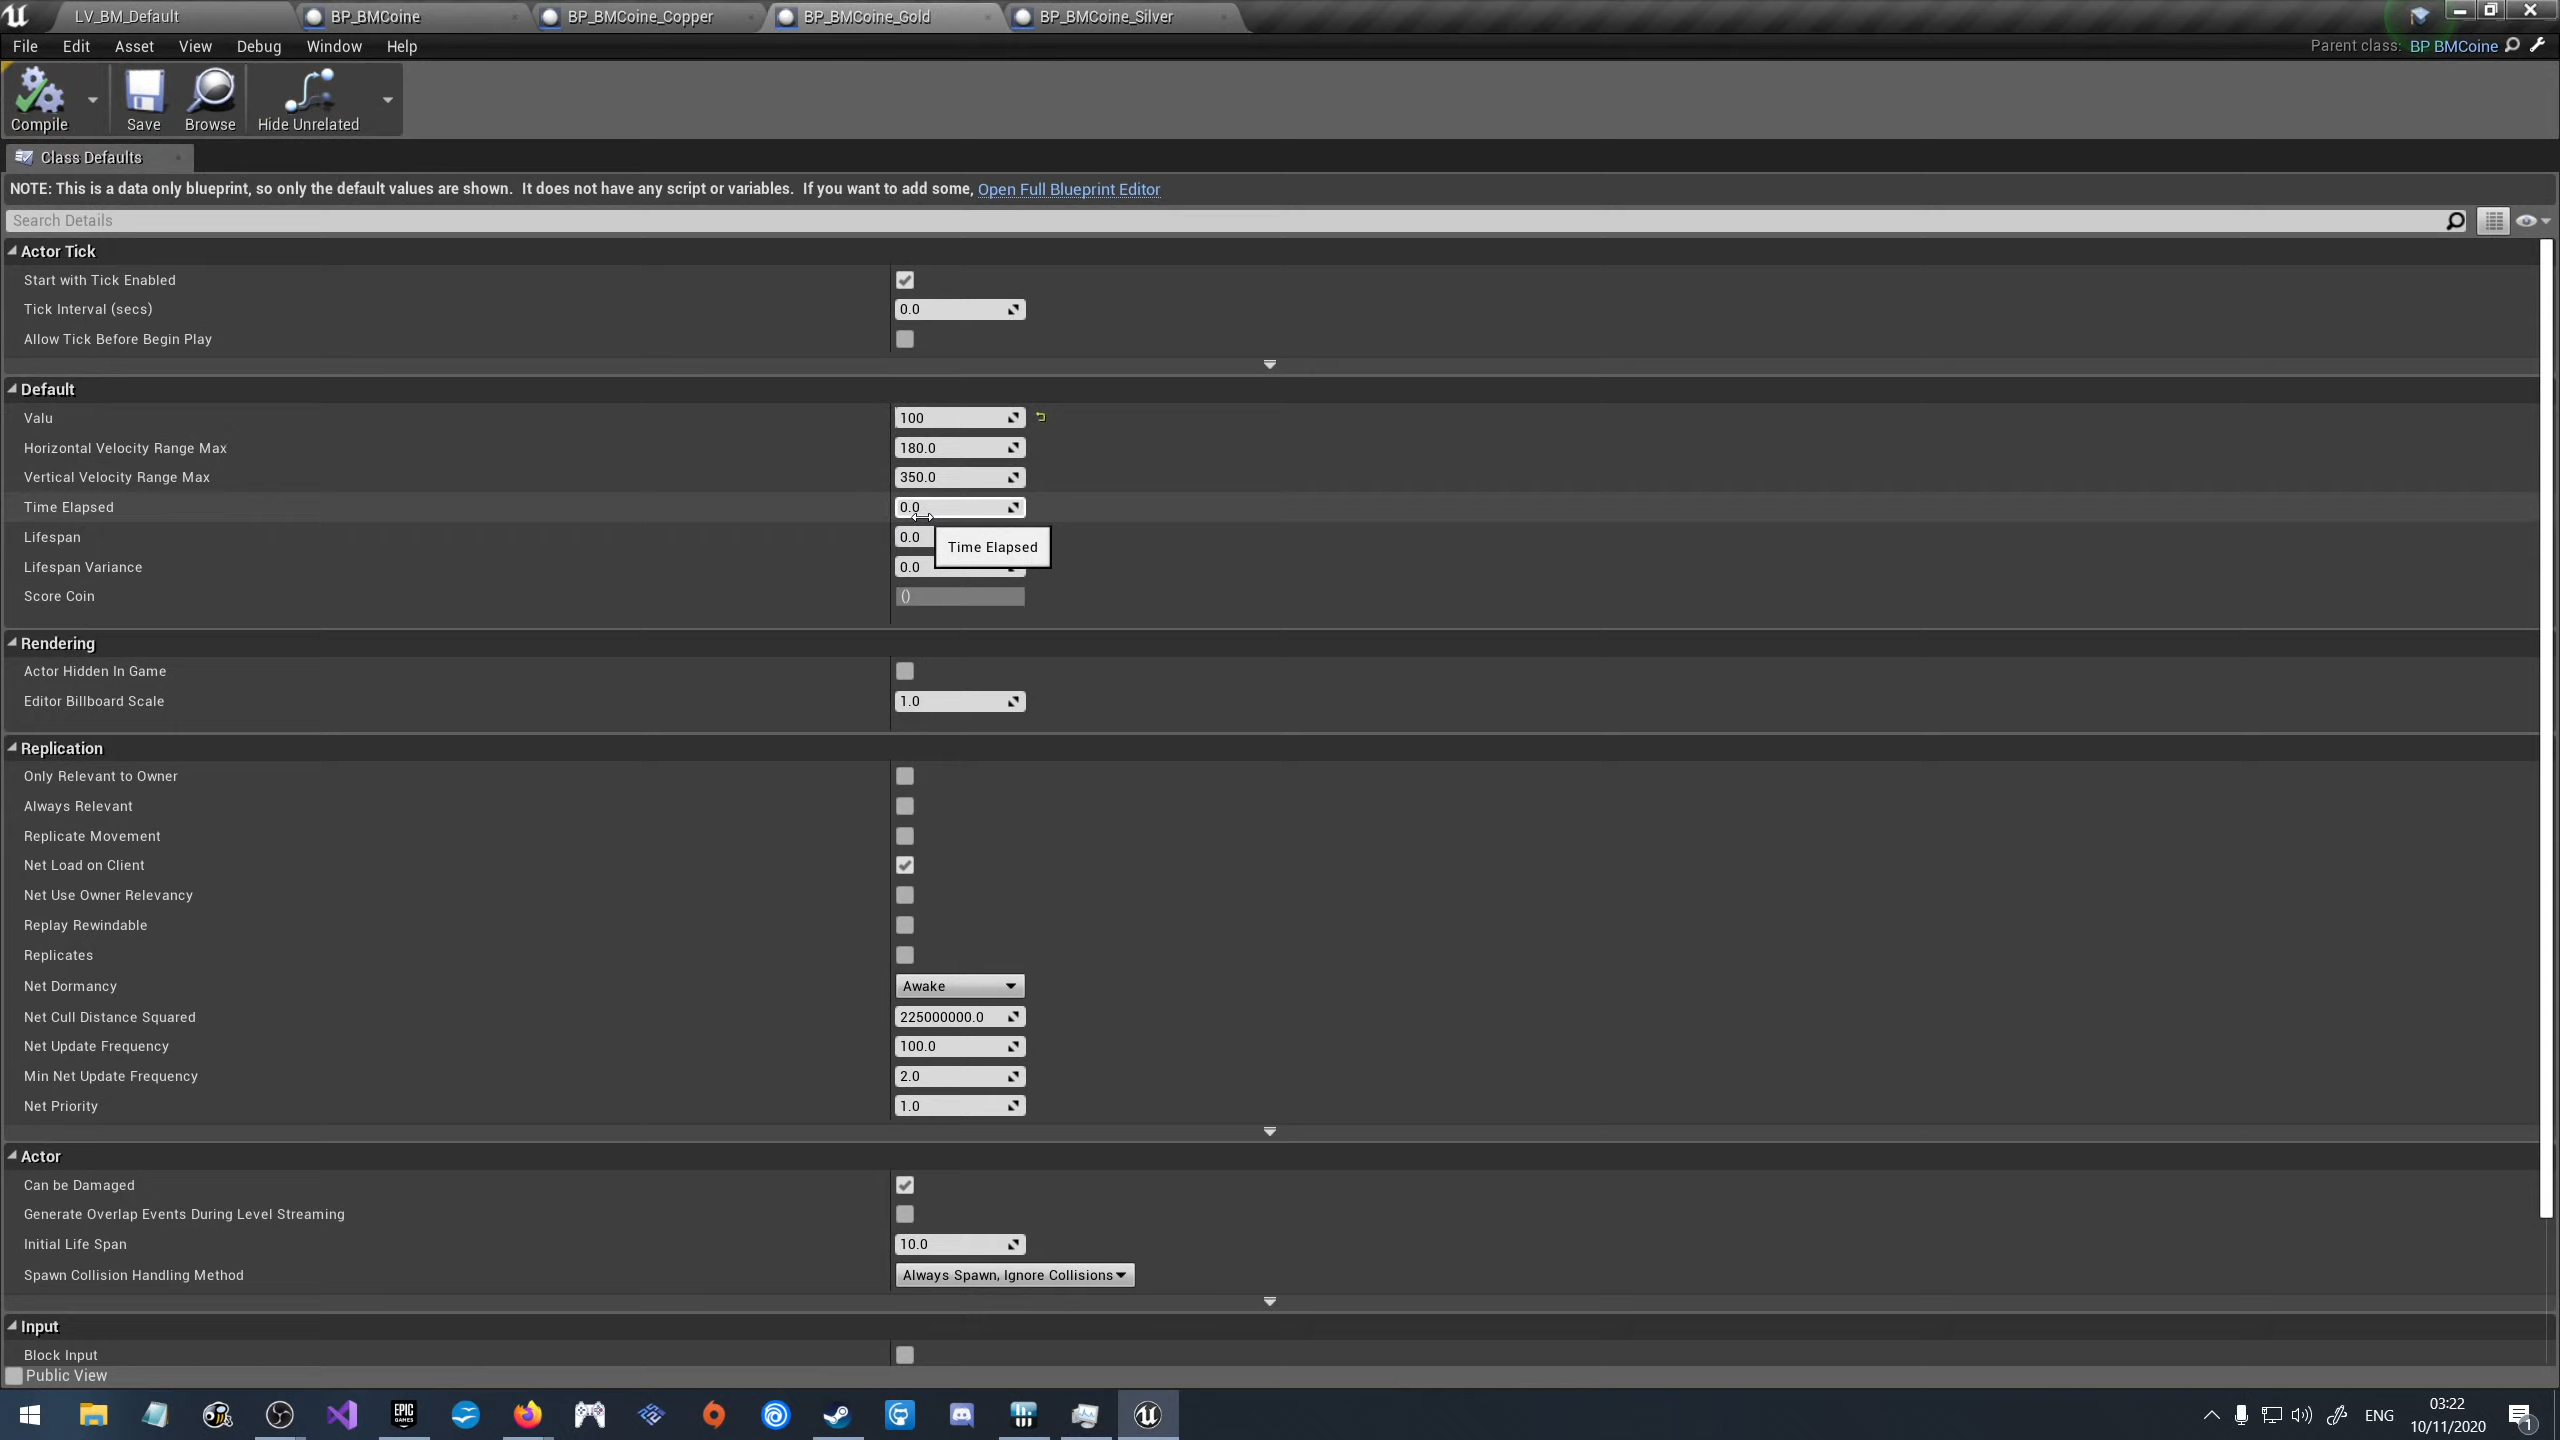 LV_BM_Default
BP_BMCoine
BP_BMCoine_Copper
BP_BMCoine_Gold
BP_BMCoine_Silver
File Edit Asset View Debug Window Help
Parent class: BP BMCoine
Compile Save Browse Hide Unrelated
Class Defaults
NOTE: This is a data only blueprint, so only the default values are shown. It does not have any script or variables. If you want to add some, Open Full Blueprint Editor
Search Details
Actor Tick
Start with Tick Enabled
Tick Interval (secs) 0.0
Allow Tick Before Begin Play
Default
Valu 100
Horizontal Velocity Range Max 180.0
Vertical Velocity Range Max 350.0
Time Elapsed 0.0
Lifespan 0.0
Time Elapsed
Lifespan Variance 0.0
Score Coin ()
Rendering
Actor Hidden In Game
Editor Billboard Scale 1.0
Replication
Only Relevant to Owner
Always Relevant
Replicate Movement
Net Load on Client
Net Use Owner Relevancy
Replay Rewindable
Replicates
Net Dormancy Awake
Net Cull Distance Squared 225000000.0
Net Update Frequency 100.0
Min Net Update Frequency 2.0
Net Priority 1.0
Actor
Can be Damaged
Generate Overlap Events During Level Streaming
Initial Life Span 10.0
Spawn Collision Handling Method Always Spawn, Ignore Collisions
Input
Block Input
Public View
EPIC GAMES
ENG
03:22
10/11/2020
1